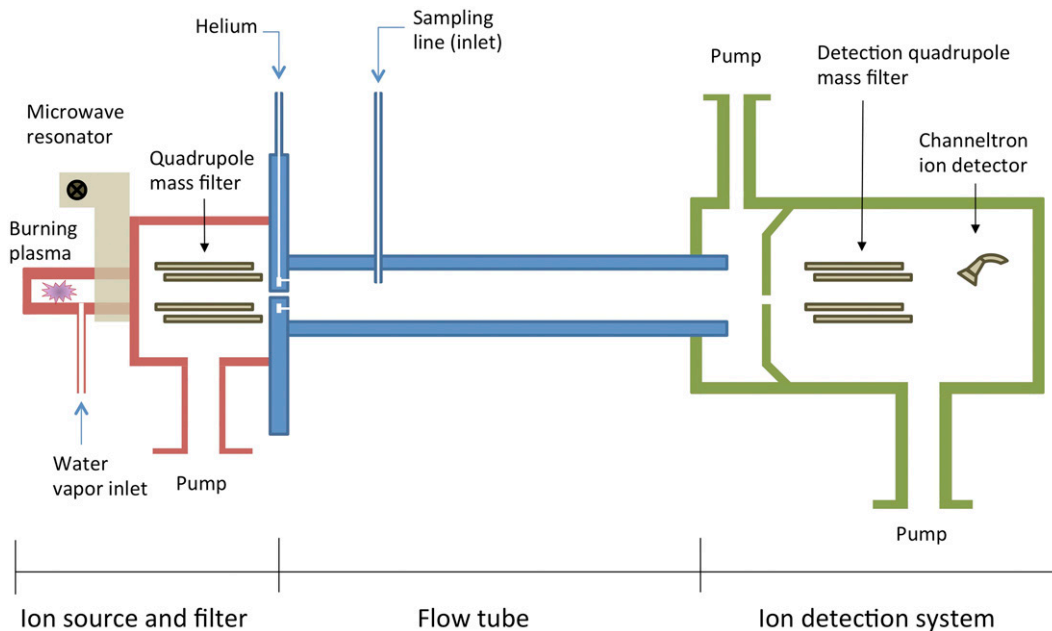 Helium
Sampling
line (inlet)
Pump
Detection quadrupole
mass filter
Microwave
resonator
Quadrupole
mass filter
Channeltron
ion detector
Burning
plasma
Water
vapor inlet
Pump
Pump
Ion source and filter
Flow tube
Ion detection system